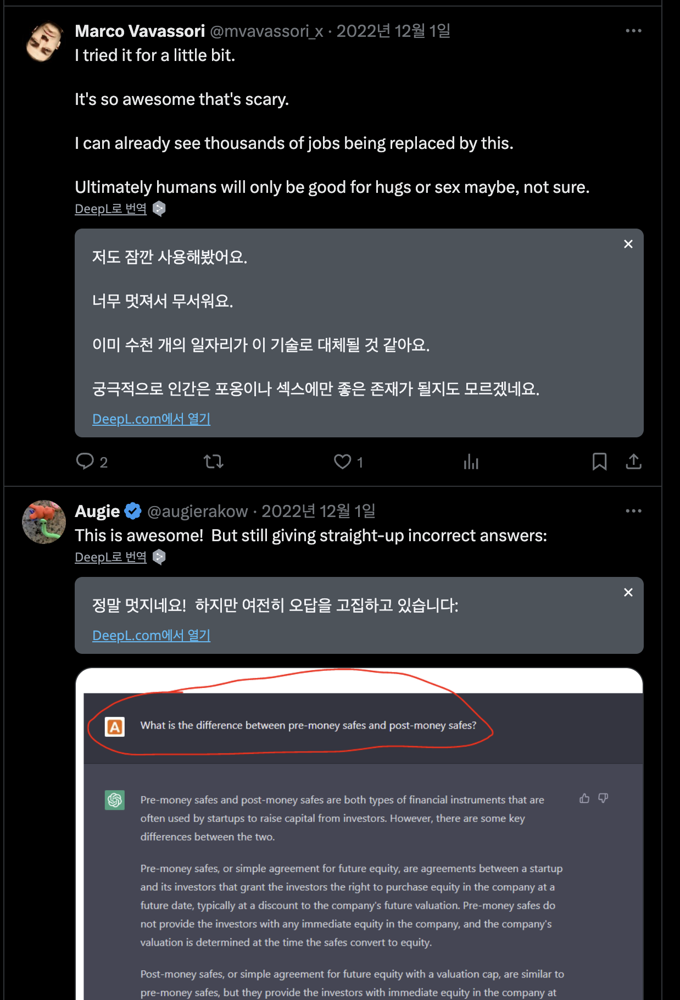 Marco Vavassori @mvavassori_x · 2022년 12월 1일
I tried it for a little bit.
It's so awesome that's scary.
I can already see thousands of jobs being replaced by this.
Ultimately humans will only be good for hugs or sex maybe, not sure.
DeepL로 번역
저도 잠깐 사용해봤어요.
너무 멋져서 무서워요.
이미 수천 개의 일자리가 이 기술로 대체될 것 같아요.
궁극적으로 인간은 포옹이나 섹스에만 좋은 존재가 될지도 모르겠네요.
DeepL.com에서 열기
2 1
Augie @augierakow · 2022년 12월 1일
This is awesome! But still giving straight-up incorrect answers:
DeepL로 번역
정말 멋지네요! 하지만 여전히 오답을 고집하고 있습니다:
DeepL.com에서 열기
A What is the difference between pre-money safes and post-money safes?
Pre-money safes and post-money safes are both types of financial instruments that are
often used by startups to raise capital from investors. However, there are some key
differences between the two.
Pre-money safes, or simple agreement for future equity, are agreements between a startup
and its investors that grant the investors the right to purchase equity in the company at a
future date, typically at a discount to the company's future valuation. Pre-money safes do
not provide the investors with any immediate equity in the company, and the company's
valuation is determined at the time the safes convert to equity.
Post-money safes, or simple agreement for future equity with a valuation cap, are similar to
pre-money safes, but they provide the investors with immediate equity in the company at